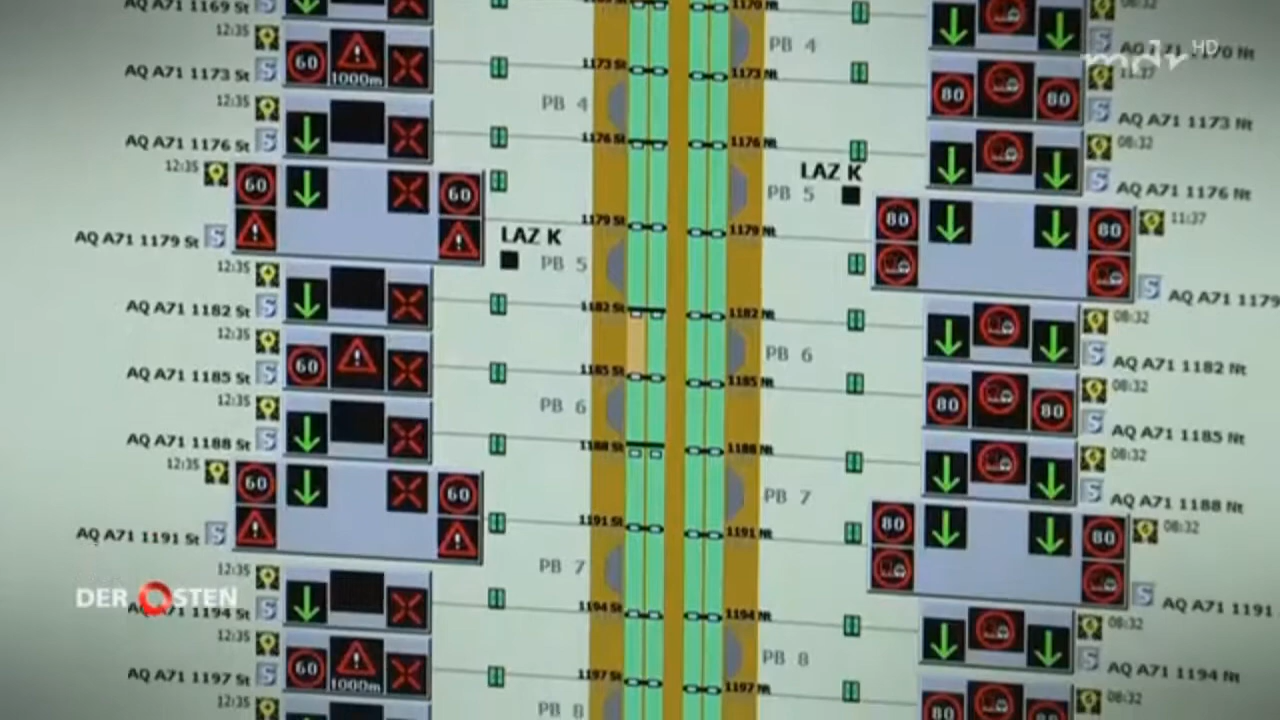 AQ A71 1169 St
12:35
60
1000m
AQ A71 1173 St
12:35
AQ A71 1176 St
12:35
60
60
AQ A71 1179 St
12:35
AQ A71 1182 St
12:35
60
AQ A71 1185 St
12:35
AQ A71 1188 St
12:35
60
60
AQ A71 1191 St
12:35
AQ A71 1194 St
12:35
60
1000m
AQ A71 1197 St
12:35
LAZ K
PB 4
PB 5
PB 6
PB 7
PB 8
1173 St
1176 St
1179 St
1182 St
1185 St
1188 St
1191 St
1194 St
1197 St
1170 Nt
1173 Nt
1176 Nt
1179 Nt
1182 Nt
1185 Nt
1188 Nt
1191 Nt
1194 Nt
1197 Nt
PB 4
LAZ K
PB 5
PB 6
PB 7
PB 8
08:32
AQ A71 1170 Nt
11:37
80
80
AQ A71 1173 Nt
08:32
AQ A71 1176 Nt
80
80
11:37
AQ A71 1179
08:32
AQ A71 1182 Nt
08:32
80
80
AQ A71 1185 Nt
08:32
AQ A71 1188 Nt
80
80
08:32
AQ A71 1191
08:32
AQ A71 1194 Nt
08:32
80
mdr HD
DER OSTEN